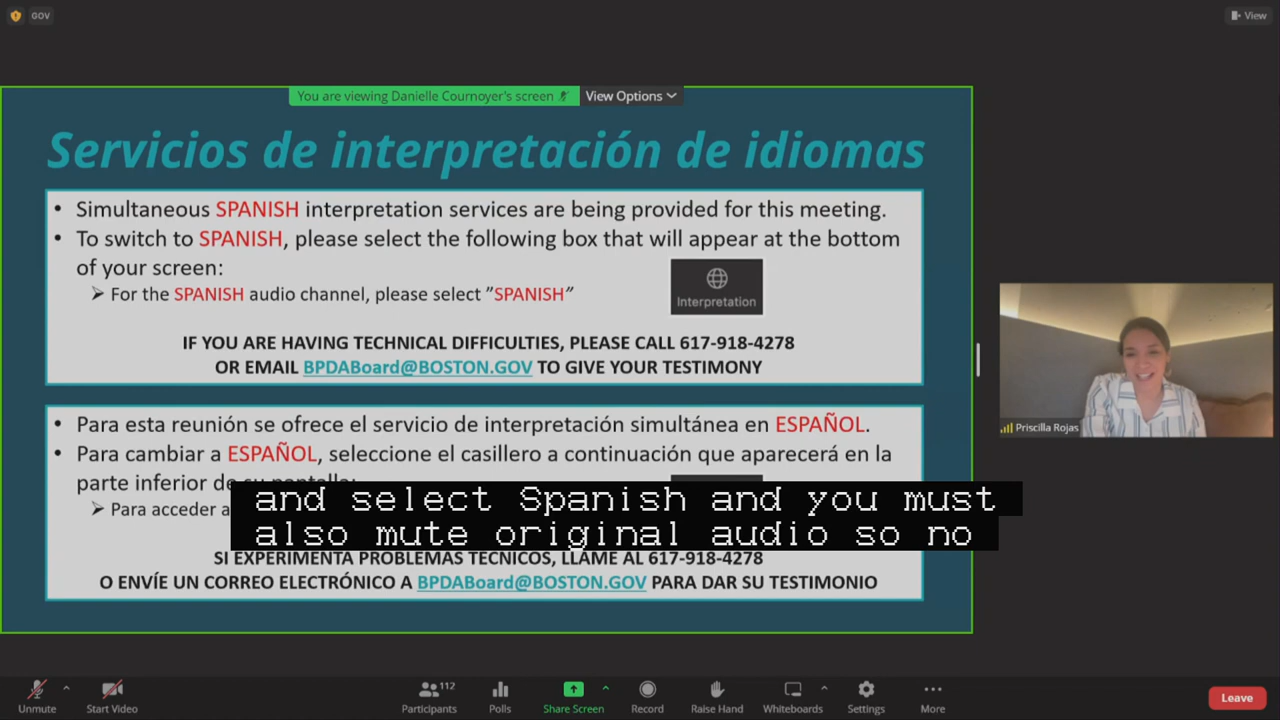 GOV
View
You are viewing Danielle Cournoyer's screen
View Options
Servicios de interpretación de idiomas
• Simultaneous SPANISH interpretation services are being provided for this meeting.
• To switch to SPANISH, please select the following box that will appear at the bottom
of your screen:
➢ For the SPANISH audio channel, please select ”SPANISH”
Interpretation
IF YOU ARE HAVING TECHNICAL DIFFICULTIES, PLEASE CALL 617-918-4278
OR EMAIL BPDABoard@BOSTON.GOV TO GIVE YOUR TESTIMONY
• Para esta reunión se ofrece el servicio de interpretación simultánea en ESPAÑOL.
• Para cambiar a ESPAÑOL, seleccione el casillero a continuación que aparecerá en la
parte inferior de su pantalla:
➢ Para acceder a
and select Spanish and you must
also mute original audio so no
SI EXPERIMENTA PROBLEMAS TÉCNICOS, LLAME AL 617-918-4278
O ENVÍE UN CORREO ELECTRÓNICO A BPDABoard@BOSTON.GOV PARA DAR SU TESTIMONIO
Priscilla Rojas
Unmute
Start Video
112
Participants
Polls
Share Screen
Record
Raise Hand
Whiteboards
Settings
More
Leave